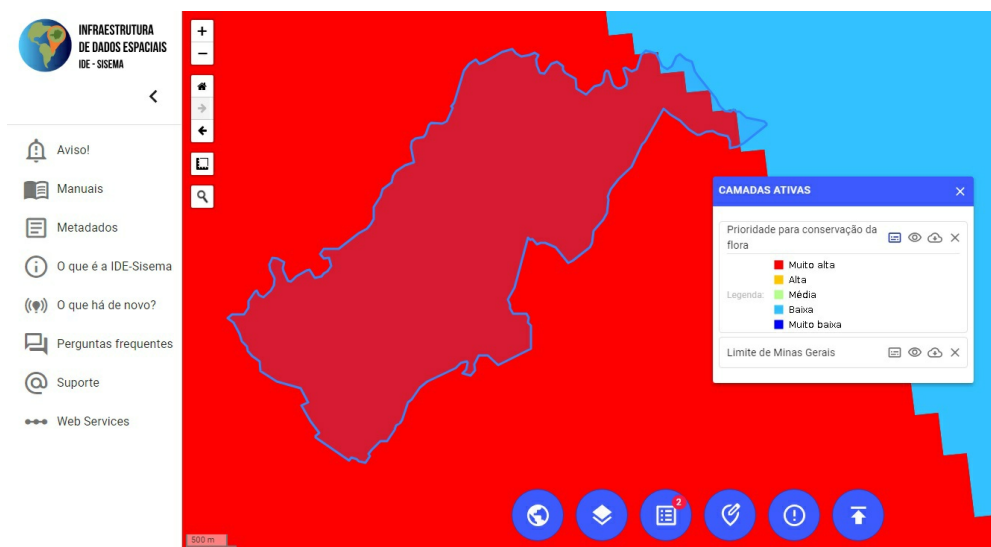 INFRAESTRUTURA
DE DADOS ESPACIAIS
IDE - SISEMA
Aviso!
Manuais
Metadados
O que é a IDE-Sisema
O que há de novo?
Perguntas frequentes
Suporte
Web Services
+
−
CAMADAS ATIVAS
Prioridade para conservação da
flora
Legenda:
Muito alta
Alta
Média
Baixa
Muito baixa
Limite de Minas Gerais
2
500 m